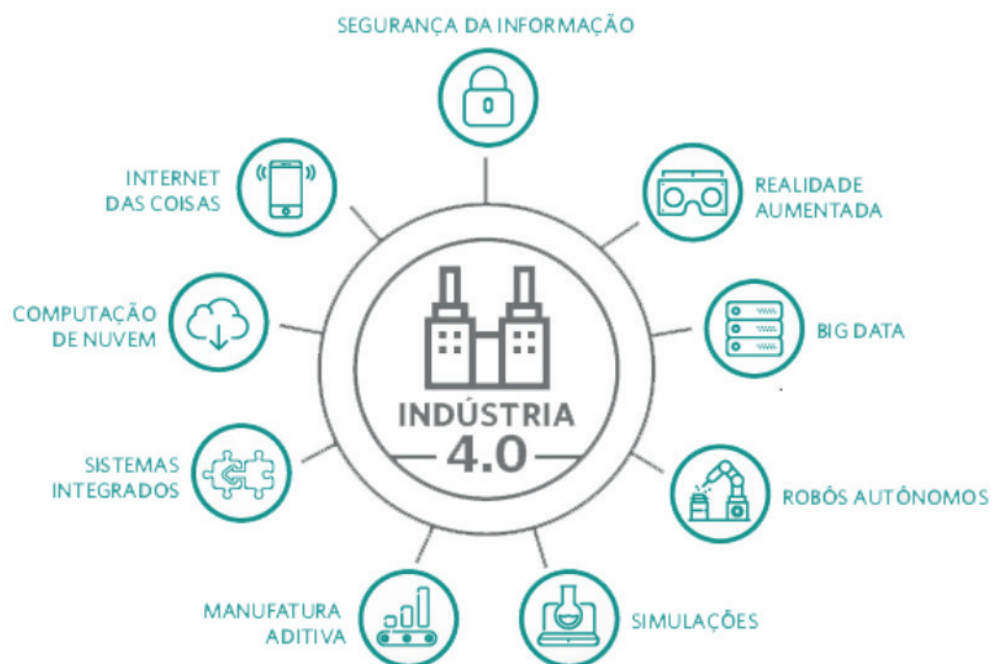 SEGURANÇA DA INFORMAÇÃO
INTERNET
DAS COISAS
REALIDADE
AUMENTADA
COMPUTAÇÃO
DE NUVEM
BIG DATA
INDÚSTRIA
4.0
SISTEMAS
INTEGRADOS
ROBÔS AUTÔNOMOS
MANUFATURA
ADITIVA
SIMULAÇÕES